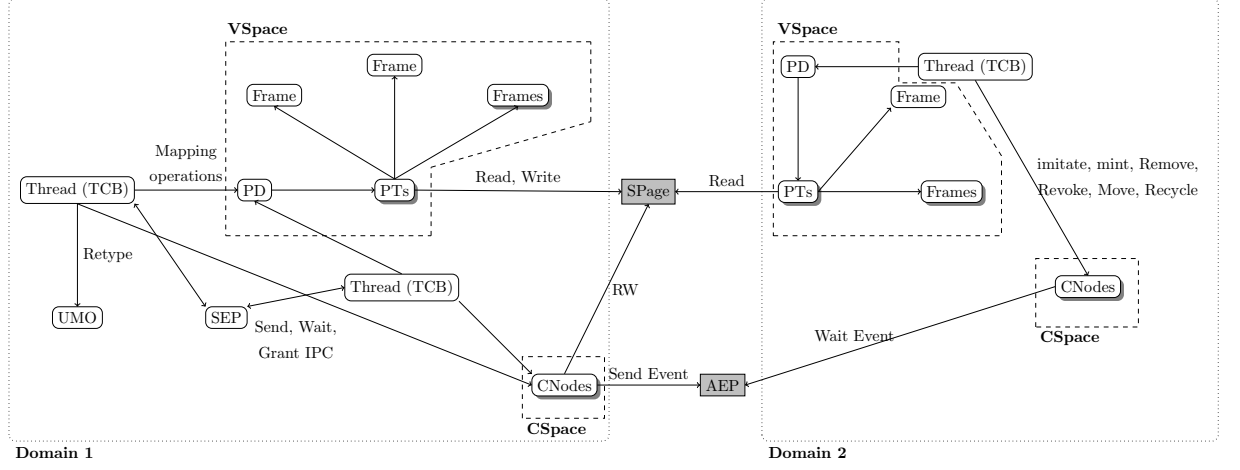 VSpace
VSpace
Frame
PD
Thread (TCB)
Frame
Frames
Frame
Mapping
operations
imitate, mint, Remove,
Revoke, Move, Recycle
Thread (TCB)
PD
PTs
Read, Write
SPage
Read
PTs
Frames
Retype
Thread (TCB)
RW
CNodes
UMO
SEP
Send, Wait,
Grant IPC
Wait Event
CSpace
CNodes
Send Event
AEP
CSpace
Domain 1
Domain 2